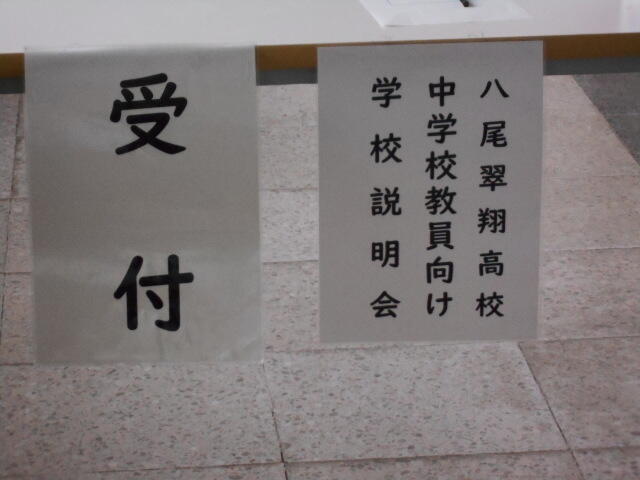 受付
八尾翠翔高校
中学校教員向け
学校説明会